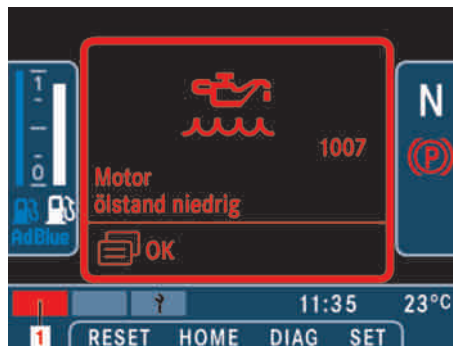 1
0
AdBlue
1007
Motor
ölstand niedrig
OK
N
(P)
11:35 23°C
1
RESET HOME DIAG SET